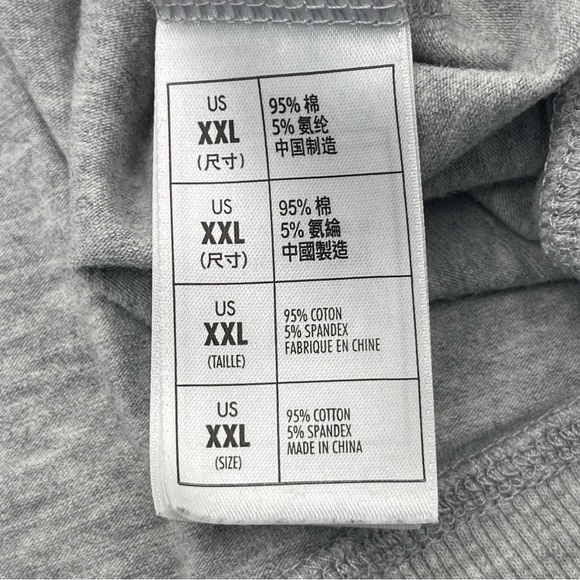 US
XXL
(尺寸)
95% 棉
5% 氨纶
中国制造
US
XXL
(尺寸)
95% 棉
5% 氨綸
中國製造
US
XXL
(TAILLE)
95% COTON
5% SPANDEX
FABRIQUE EN CHINE
US
XXL
(SIZE)
95% COTTON
5% SPANDEX
MADE IN CHINA